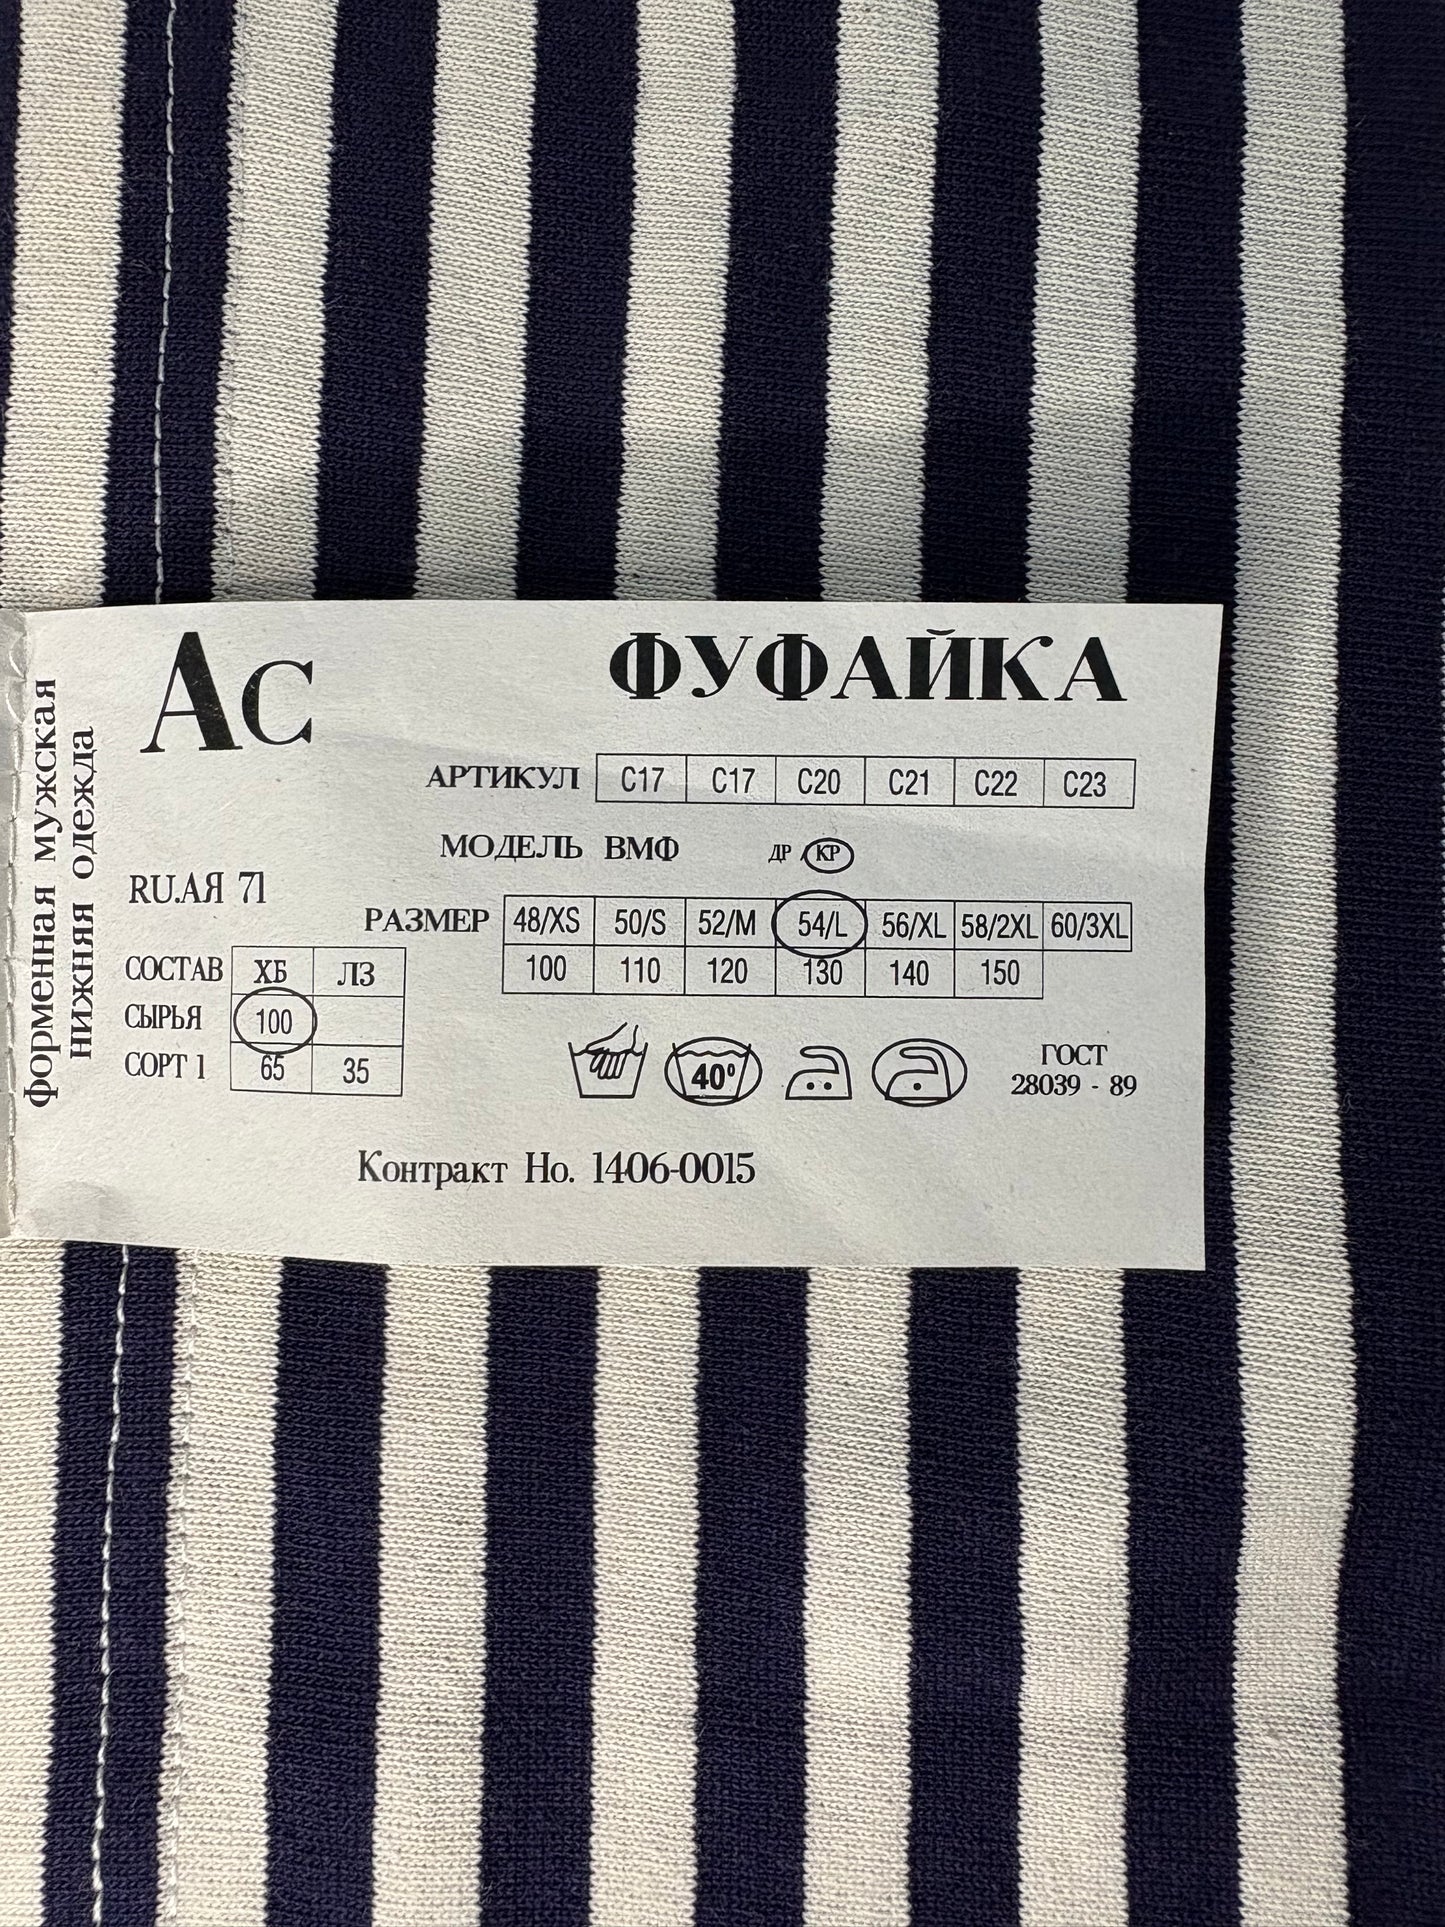 форменная мужская
нижняя одежда
Ас
ФУФАЙКА
АРТИКУЛ С17 С17 С20 С21 С22 С23
МОДЕЛЬ ВМФ ДР КР
RU.АЯ 71
РАЗМЕР 48/XS 50/S 52/M 54/L 56/XL 58/2XL 60/3XL
100 110 120 130 140 150
СОСТАВ ХБ ЛЗ
СЫРЬЯ 100
СОРТ 1 65 35
40°
ГОСТ
28039 - 89
Контракт Но. 1406-0015